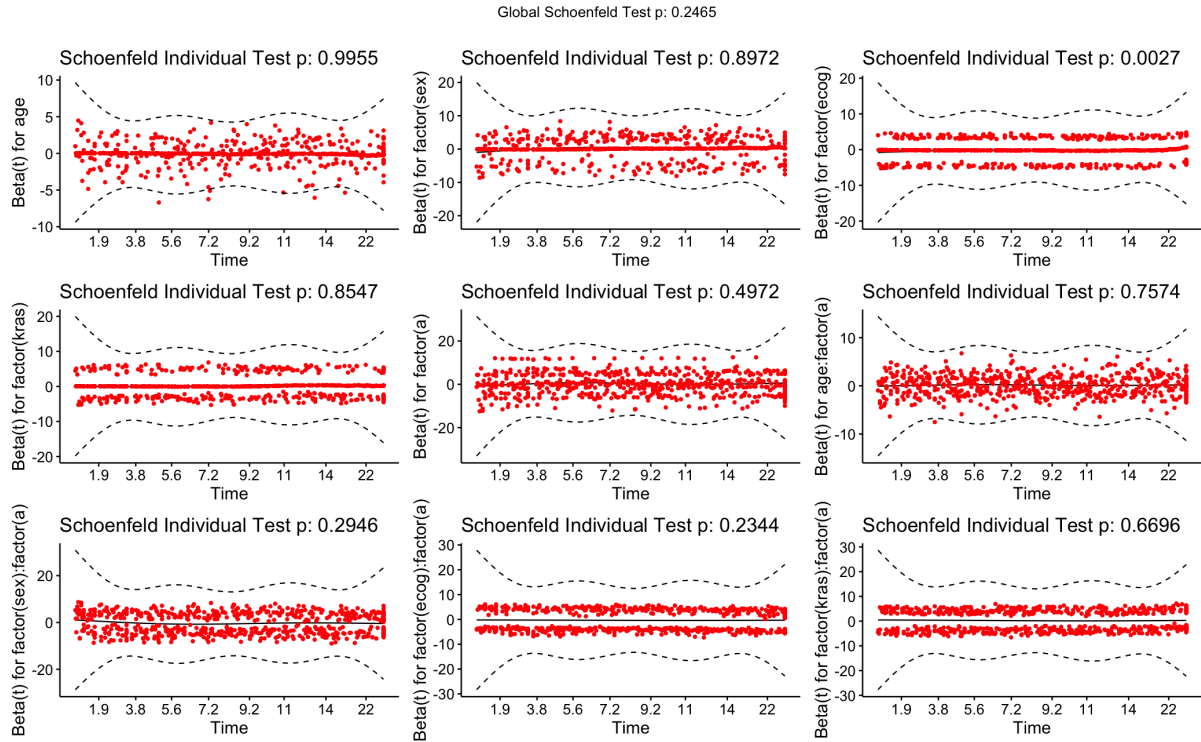 Global Schoenfeld Test p: 0.2465
Schoenfeld Individual Test p: 0.9955
Beta(t) for age
10
5
0
-5
-10
1.9 3.8 5.6 7.2 9.2 11 14 22
Time
Schoenfeld Individual Test p: 0.8972
Beta(t) for factor(sex)
20
10
0
-10
-20
1.9 3.8 5.6 7.2 9.2 11 14 22
Time
Schoenfeld Individual Test p: 0.0027
Beta(t) for factor(ecog)
20
10
0
-10
-20
1.9 3.8 5.6 7.2 9.2 11 14 22
Time
Schoenfeld Individual Test p: 0.8547
Beta(t) for factor(kras)
20
10
0
-10
-20
1.9 3.8 5.6 7.2 9.2 11 14 22
Time
Schoenfeld Individual Test p: 0.4972
Beta(t) for factor(a)
20
0
-20
1.9 3.8 5.6 7.2 9.2 11 14 22
Time
Schoenfeld Individual Test p: 0.7574
Beta(t) for age:factor(a)
10
0
-10
1.9 3.8 5.6 7.2 9.2 11 14 22
Time
Schoenfeld Individual Test p: 0.2946
Beta(t) for factor(sex):factor(a)
20
0
-20
1.9 3.8 5.6 7.2 9.2 11 14 22
Time
Schoenfeld Individual Test p: 0.2344
Beta(t) for factor(ecog):factor(a)
30
20
10
0
-10
-20
-30
1.9 3.8 5.6 7.2 9.2 11 14 22
Time
Schoenfeld Individual Test p: 0.6696
Beta(t) for factor(kras):factor(a)
30
20
10
0
-10
-20
-30
1.9 3.8 5.6 7.2 9.2 11 14 22
Time